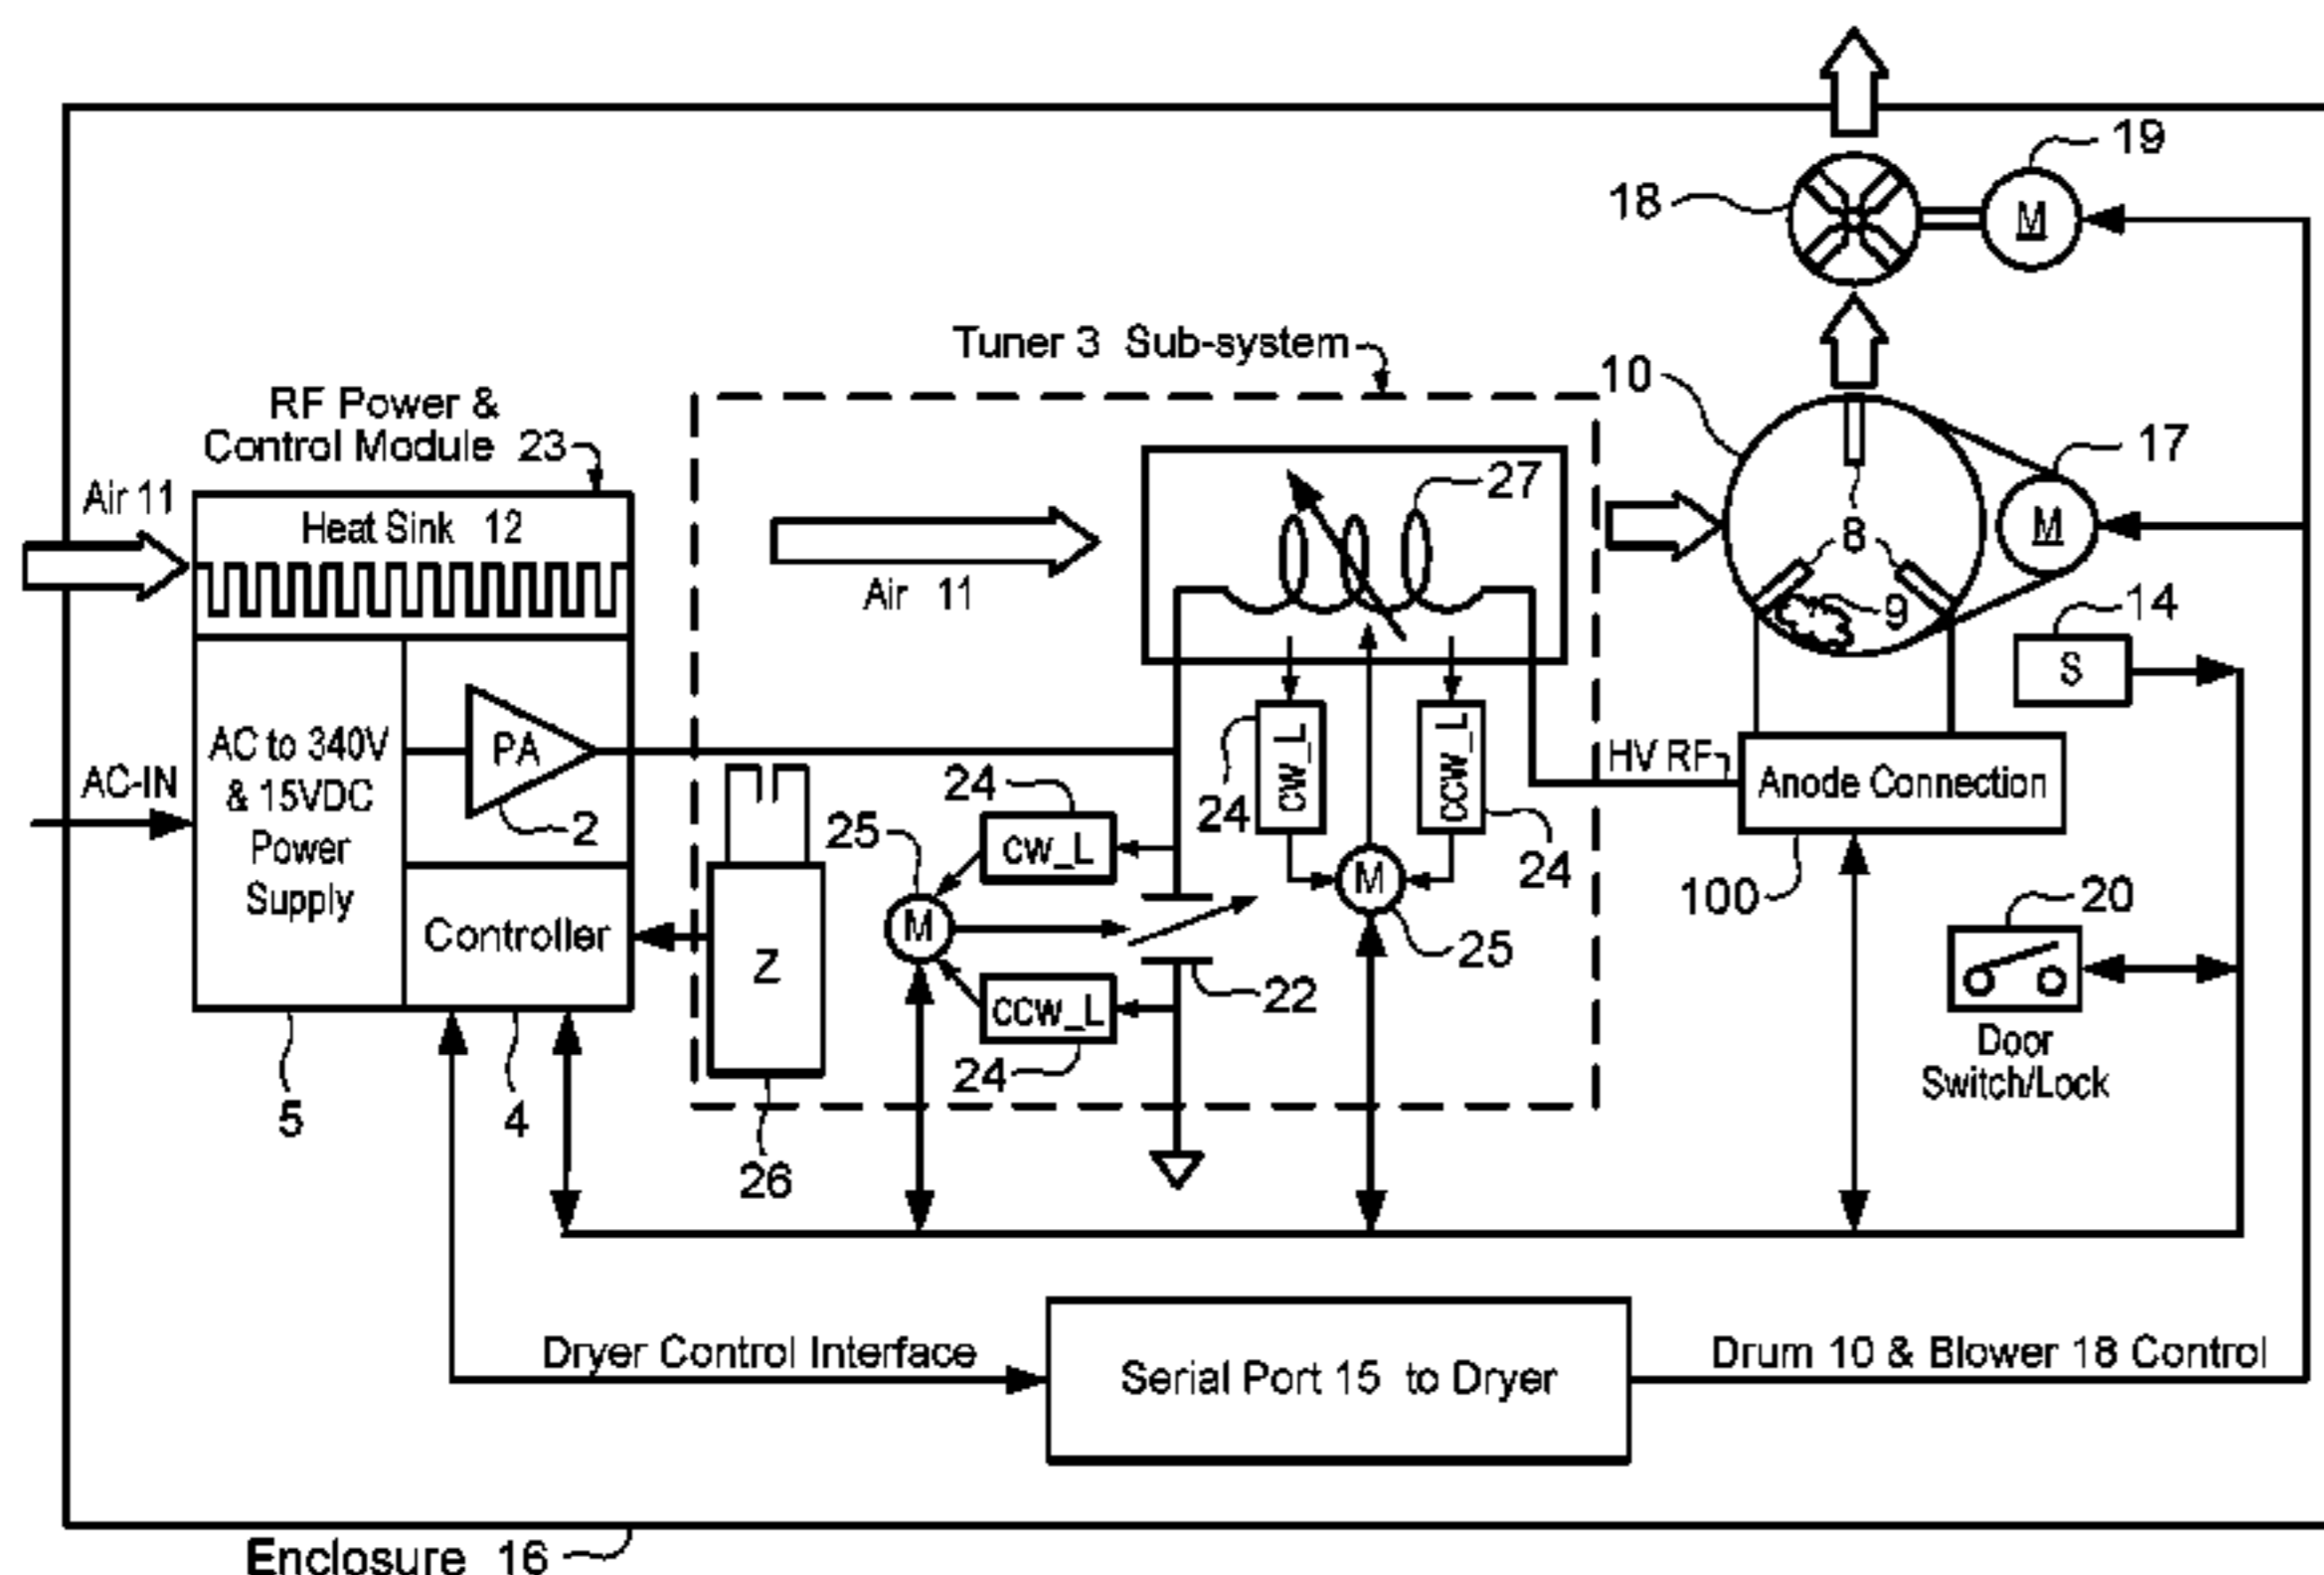 19
18
M
Tuner 3 Sub-system
10
RF Power &
Control Module 23
17
27
Air 11
Heat Sink 12
M
8
Air 11
9
14
S
AC to 340V
& 15VDC
Power
Supply
PA
2
AC-IN
HV RF
Anode Connection
24
CW_L
CCW_L
24
24
25
CW_L
M
100
20
Controller
Z
M
25
22
CCW_L
24
Door
Switch/Lock
5
4
26
Dryer Control Interface
Serial Port 15 to Dryer
Drum 10 & Blower 18 Control
Enclosure 16